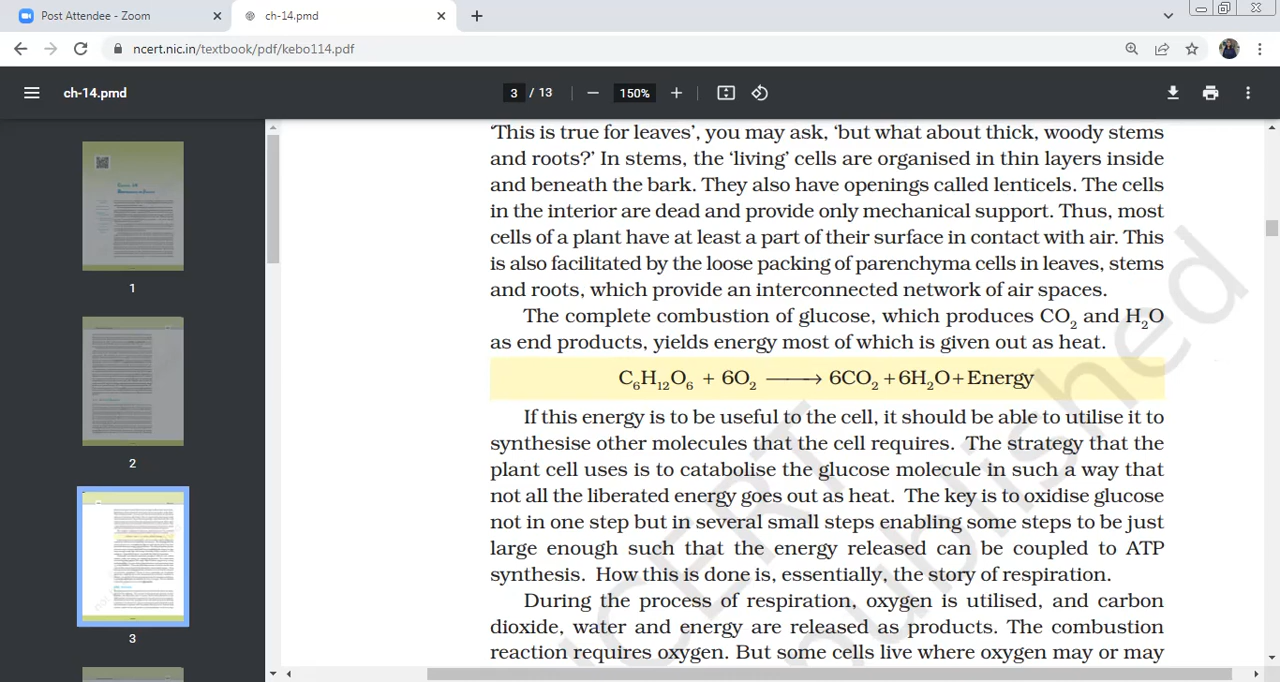 Post Attendee - Zoom
ch-14.pmd
ncert.nic.in/textbook/pdf/kebo114.pdf
ch-14.pmd
3 / 13
150%
'This is true for leaves', you may ask, 'but what about thick, woody stems
and roots?' In stems, the 'living' cells are organised in thin layers inside
and beneath the bark. They also have openings called lenticels. The cells
in the interior are dead and provide only mechanical support. Thus, most
cells of a plant have at least a part of their surface in contact with air. This
is also facilitated by the loose packing of parenchyma cells in leaves, stems
and roots, which provide an interconnected network of air spaces.
The complete combustion of glucose, which produces CO₂ and H₂O
as end products, yields energy most of which is given out as heat.
C₆H₁₂O₆ + 6O₂ ⟶ 6CO₂ + 6H₂O + Energy
If this energy is to be useful to the cell, it should be able to utilise it to
synthesise other molecules that the cell requires. The strategy that the
plant cell uses is to catabolise the glucose molecule in such a way that
not all the liberated energy goes out as heat. The key is to oxidise glucose
not in one step but in several small steps enabling some steps to be just
large enough such that the energy released can be coupled to ATP
synthesis. How this is done is, essentially, the story of respiration.
During the process of respiration, oxygen is utilised, and carbon
dioxide, water and energy are released as products. The combustion
reaction requires oxygen. But some cells live where oxygen may or may
1
2
3
NCERT
published